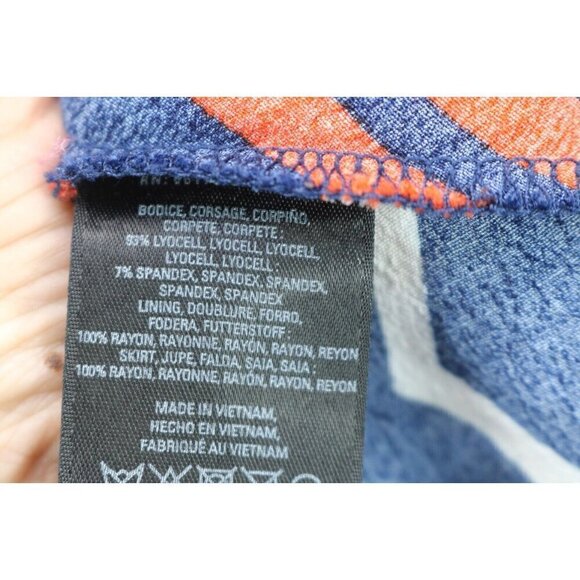 BODICE, CORSAGE, CORPIÑO,
CORPETE, CORPETE :
93% LYOCELL, LYOCELL, LYOCELL,
LYOCELL, LYOCELL
7% SPANDEX, SPANDEX, SPANDEX,
SPANDEX, SPANDEX
LINING, DOUBLURE, FORRO,
FODERA, FUTTERSTOFF :
100% RAYON, RAYONNE, RAYÓN, RAYON, REYON
SKIRT, JUPE, FALDA, SAIA, SAIA :
100% RAYON, RAYONNE, RAYÓN, RAYON, REYON
MADE IN VIETNAM,
HECHO EN VIETNAM,
FABRIQUÉ AU VIETNAM